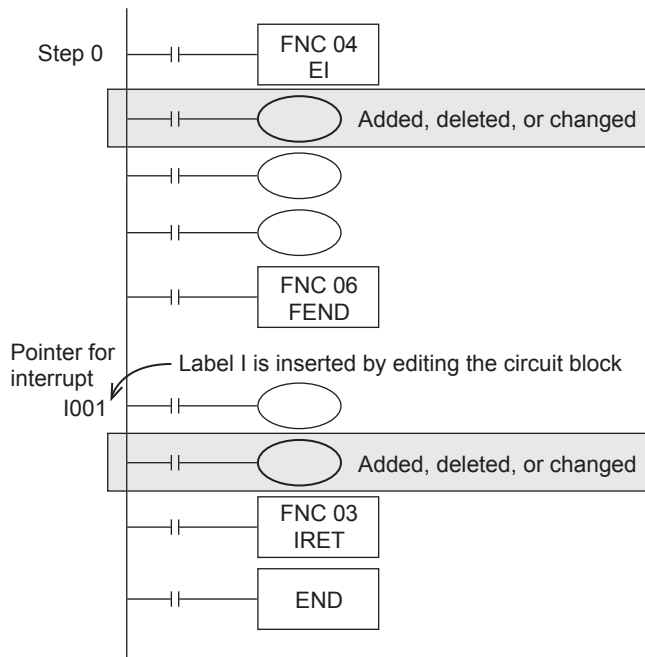 Step 0
FNC 04
EI
Added, deleted, or changed
FNC 06
FEND
Pointer for
interrupt
I001
Label I is inserted by editing the circuit block
Added, deleted, or changed
FNC 03
IRET
END